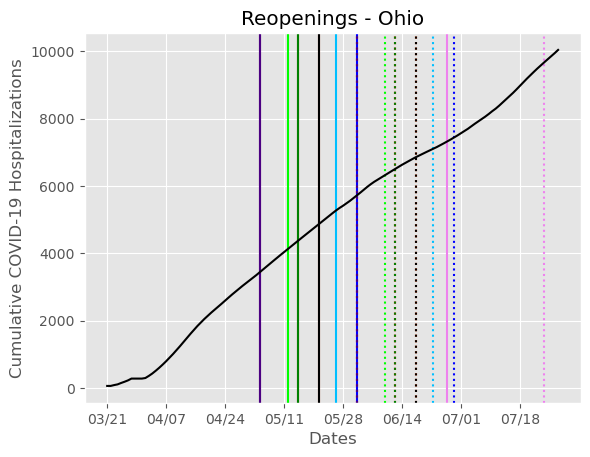 Reopenings - Ohio
Cumulative COVID-19 Hospitalizations
10000
8000
6000
4000
2000
0
03/21 04/07 04/24 05/11 05/28 06/14 07/01 07/18
Dates